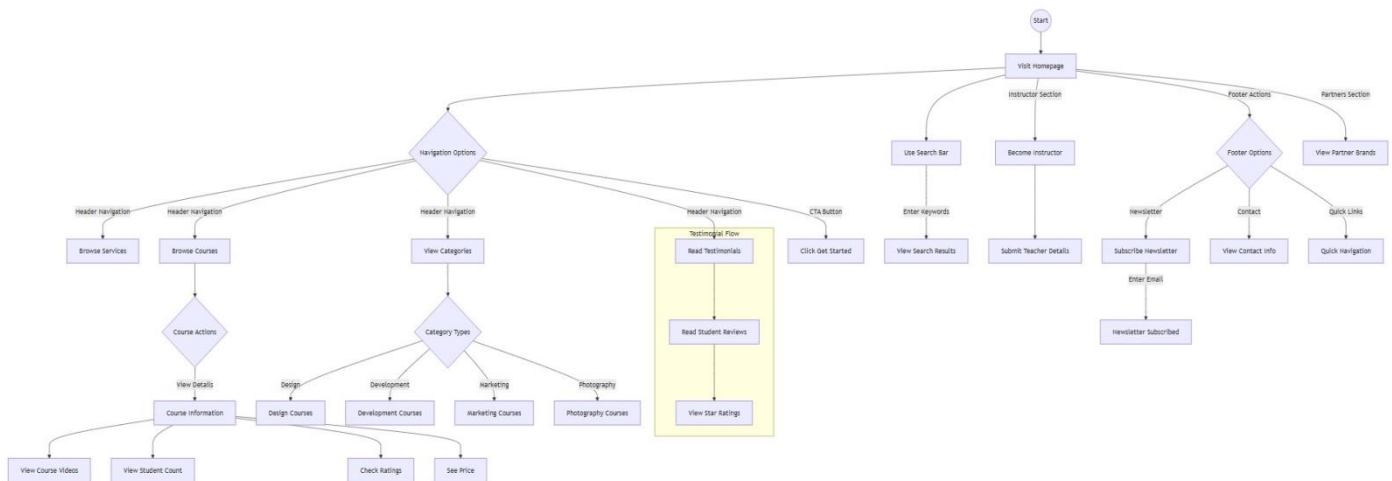 Start
Visit Homepage
Instructor Section
Footer Actions
Partners Section
Navigation Options
Use Search Bar
Become Instructor
Footer Options
View Partner Brands
Header Navigation
Header Navigation
Header Navigation
Header Navigation
CTA Button
Enter Keywords
Newsletter
Contact
Quick Links
Testimonial Flow
Browse Services
Browse Courses
View Categories
Read Testimonials
Click Get Started
View Search Results
Submit Teacher Details
Subscribe Newsletter
View Contact Info
Quick Navigation
Enter Email
Course Actions
Category Types
Read Student Reviews
Newsletter Subscribed
View Details
Design
Development
Marketing
Photography
Course Information
Design Courses
Development Courses
Marketing Courses
Photography Courses
View Star Ratings
View Course Videos
View Student Count
Check Ratings
See Price